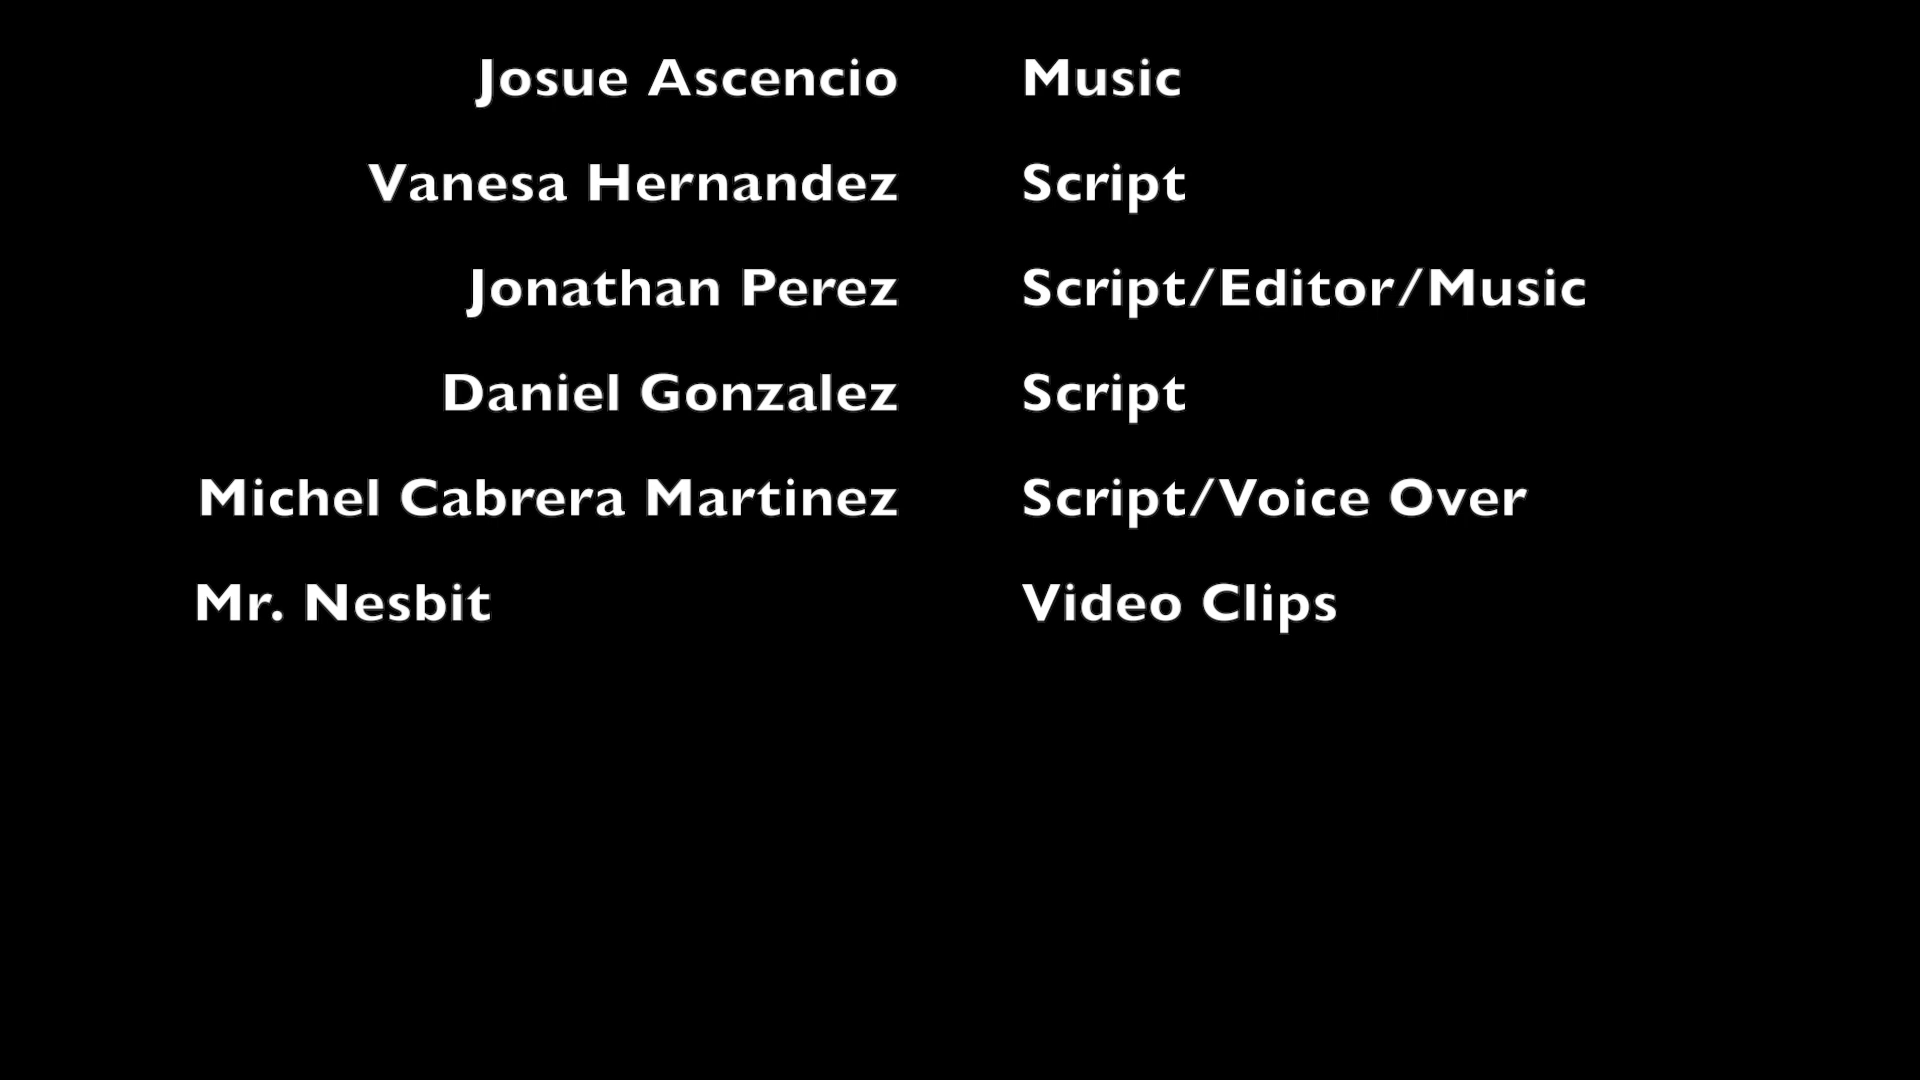 Josue Ascencio Music
Vanesa Hernandez Script
Jonathan Perez Script/Editor/Music
Daniel Gonzalez Script
Michel Cabrera Martinez Script/Voice Over
Mr. Nesbit Video Clips